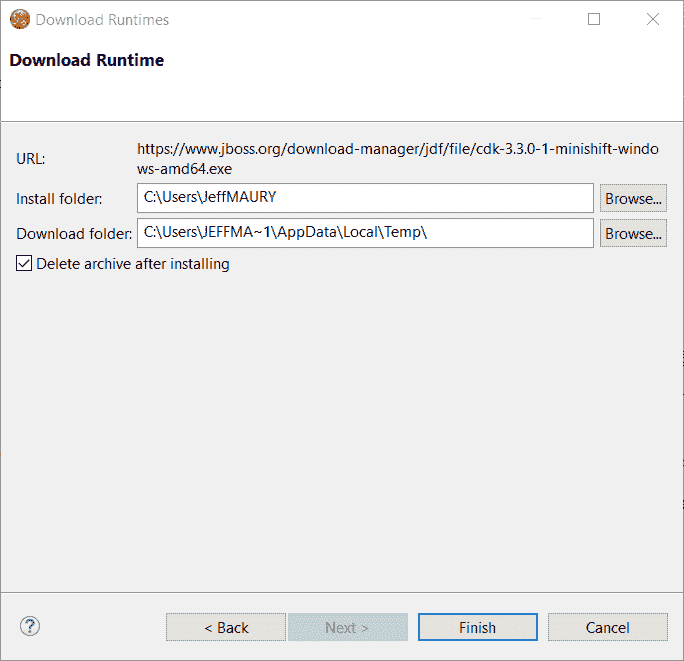 Download Runtimes
Download Runtime
URL:
https://www.jboss.org/download-manager/jdf/file/cdk-3.3.0-1-minishift-windo
ws-amd64.exe
Install folder: C:\Users\JeffMAURY Browse...
Download folder: C:\Users\JEFFMA~1\AppData\Local\Temp\ Browse...
Delete archive after installing
? < Back Next > Finish Cancel